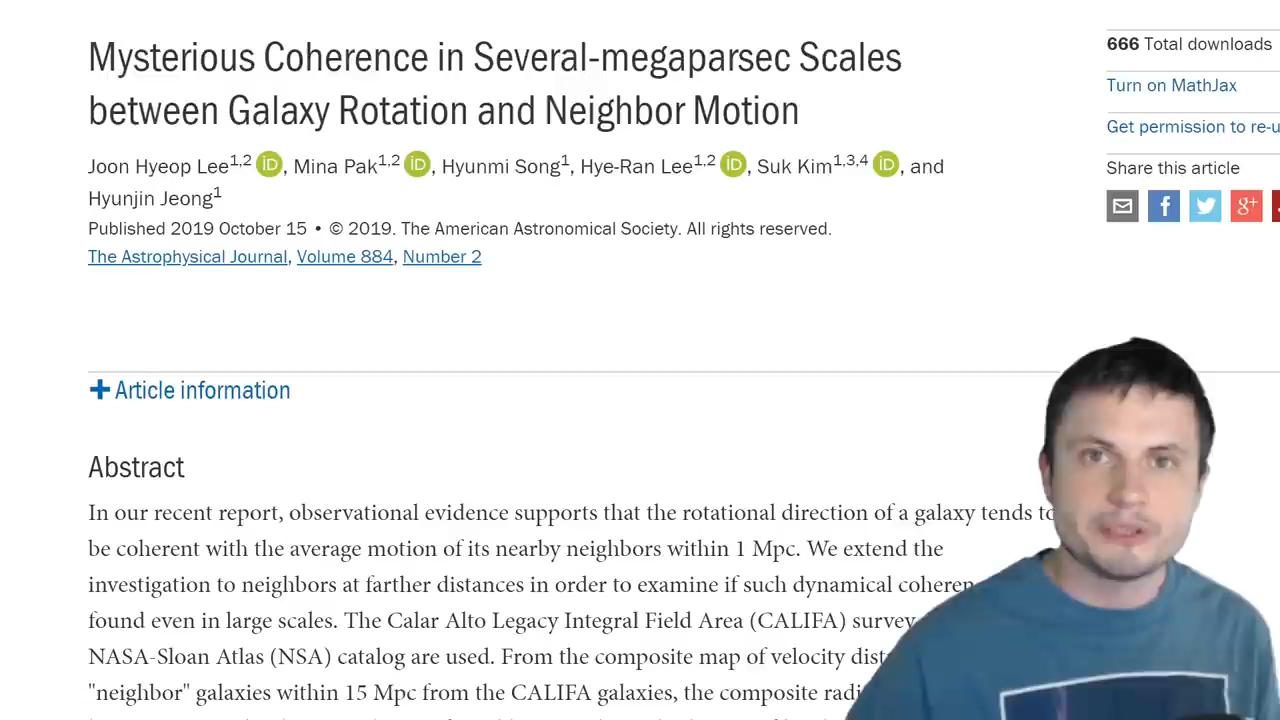 Mysterious Coherence in Several-megaparsec Scales
between Galaxy Rotation and Neighbor Motion
Joon Hyeop Lee1,2 iD, Mina Pak1,2 iD, Hyunmi Song1, Hye-Ran Lee1,2 iD, Suk Kim1,3,4 iD, and
Hyunjin Jeong1
Published 2019 October 15 • © 2019. The American Astronomical Society. All rights reserved.
The Astrophysical Journal, Volume 884, Number 2
666 Total downloads
Turn on MathJax
Get permission to re-u
Share this article
f
g+
+ Article information
Abstract
In our recent report, observational evidence supports that the rotational direction of a galaxy tends to
be coherent with the average motion of its nearby neighbors within 1 Mpc. We extend the
investigation to neighbors at farther distances in order to examine if such dynamical coheren
found even in large scales. The Calar Alto Legacy Integral Field Area (CALIFA) survey
NASA-Sloan Atlas (NSA) catalog are used. From the composite map of velocity dist
"neighbor" galaxies within 15 Mpc from the CALIFA galaxies, the composite radi